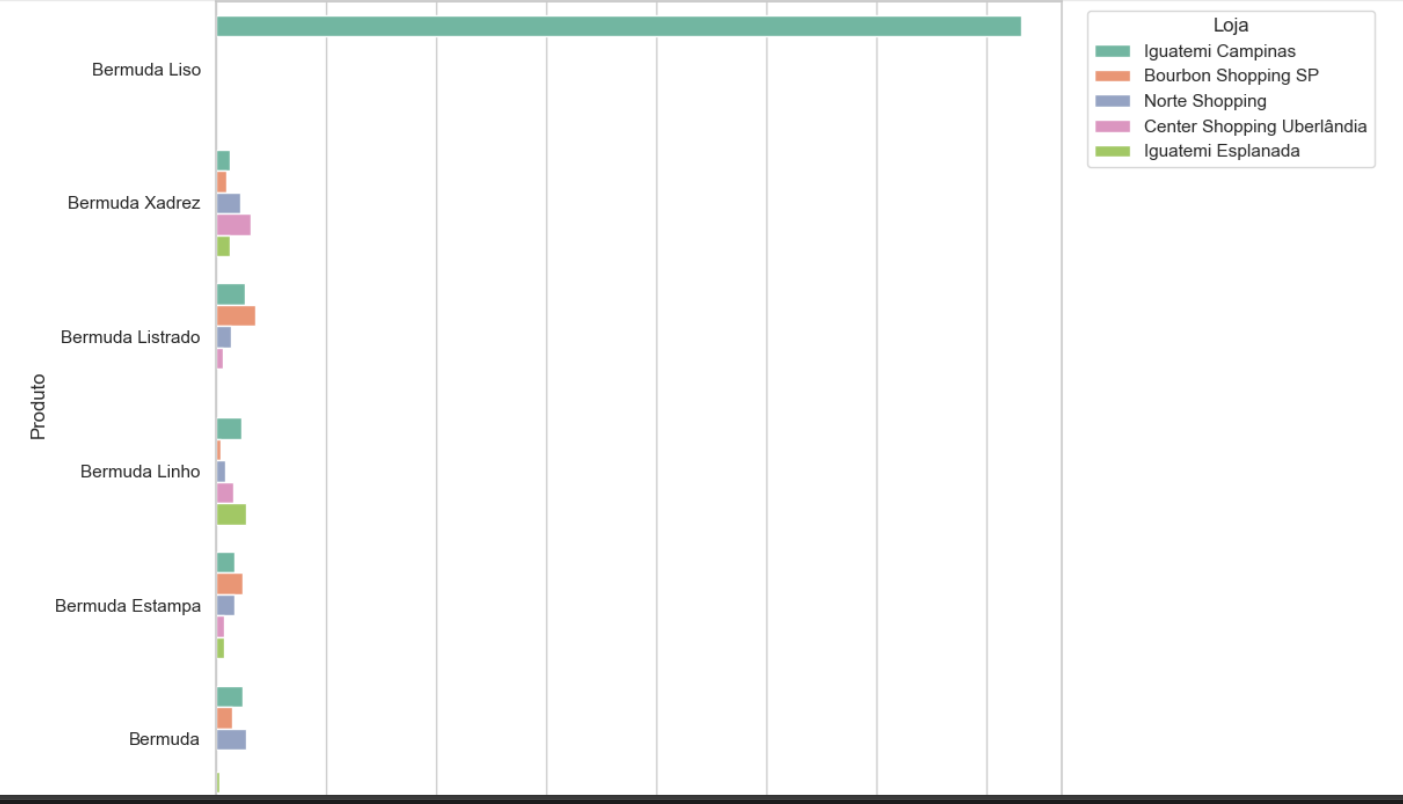 Loja
Iguatemi Campinas
Bourbon Shopping SP
Norte Shopping
Center Shopping Uberlândia
Iguatemi Esplanada
Bermuda Liso
Bermuda Xadrez
Bermuda Listrado
Produto
Bermuda Linho
Bermuda Estampa
Bermuda